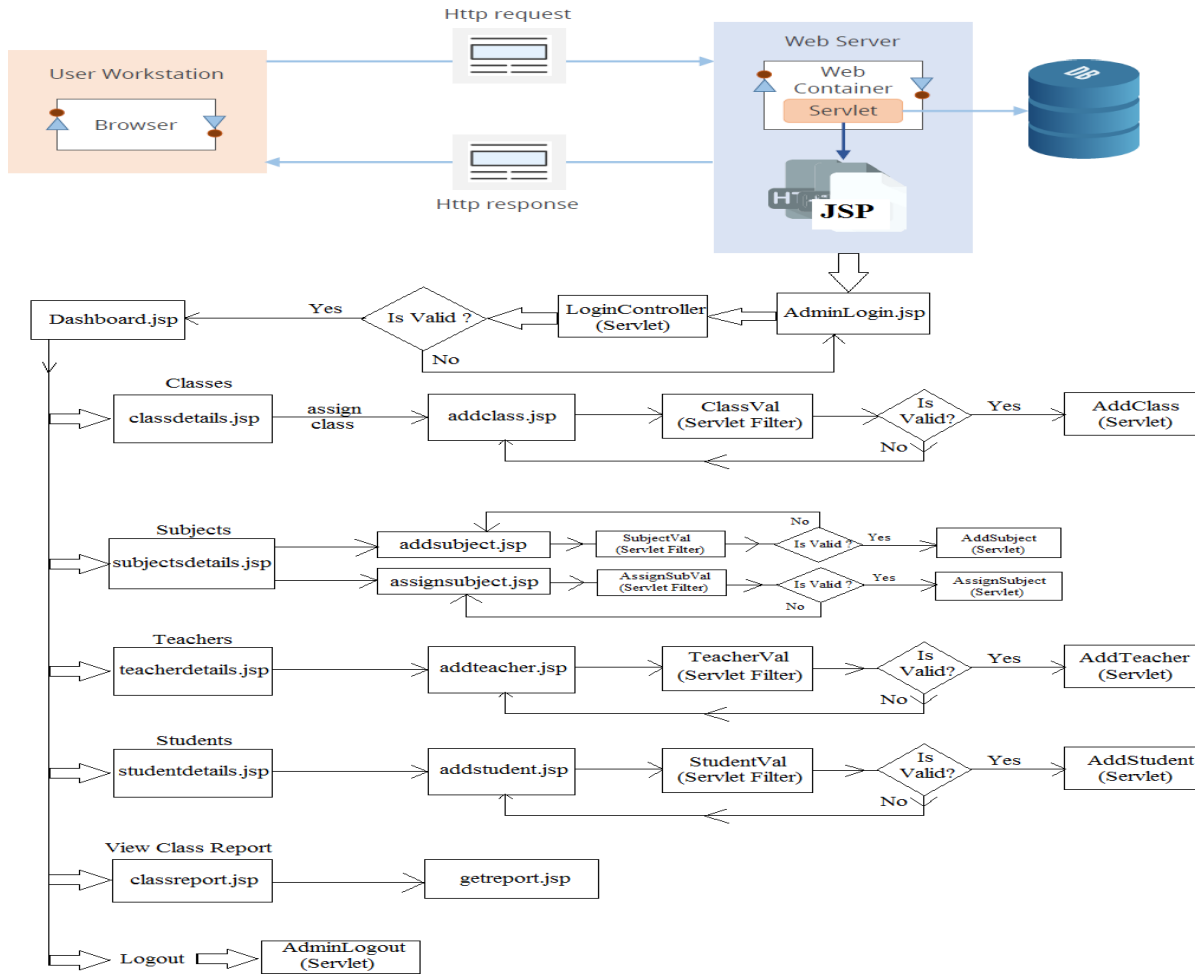 Http request
Web Server
User Workstation
Web
Container
DB
Browser
Servlet
Http response
JSP
Yes
Dashboard.jsp
Is Valid ?
LoginController
(Servlet)
AdminLogin.jsp
No
No
Classes
classdetails.jsp
assign
class
addclass.jsp
ClassVal
(Servlet Filter)
Is
Valid?
Yes
AddClass
(Servlet)
No
Subjects
subjectsdetails.jsp
addsubject.jsp
SubjectVal
(Servlet Filter)
No
Is Valid ?
Yes
AddSubject
(Servlet)
assignsubject.jsp
AssignSubVal
(Servlet Filter)
Is Valid ?
Yes
AssignSubject
(Servlet)
No
Teachers
teacherdetails.jsp
addteacher.jsp
TeacherVal
(Servlet Filter)
Is
Valid?
Yes
AddTeacher
(Servlet)
No
Students
studentdetails.jsp
addstudent.jsp
StudentVal
(Servlet Filter)
Is
Valid?
Yes
AddStudent
(Servlet)
No
View Class Report
classreport.jsp
getreport.jsp
Logout
AdminLogout
(Servlet)